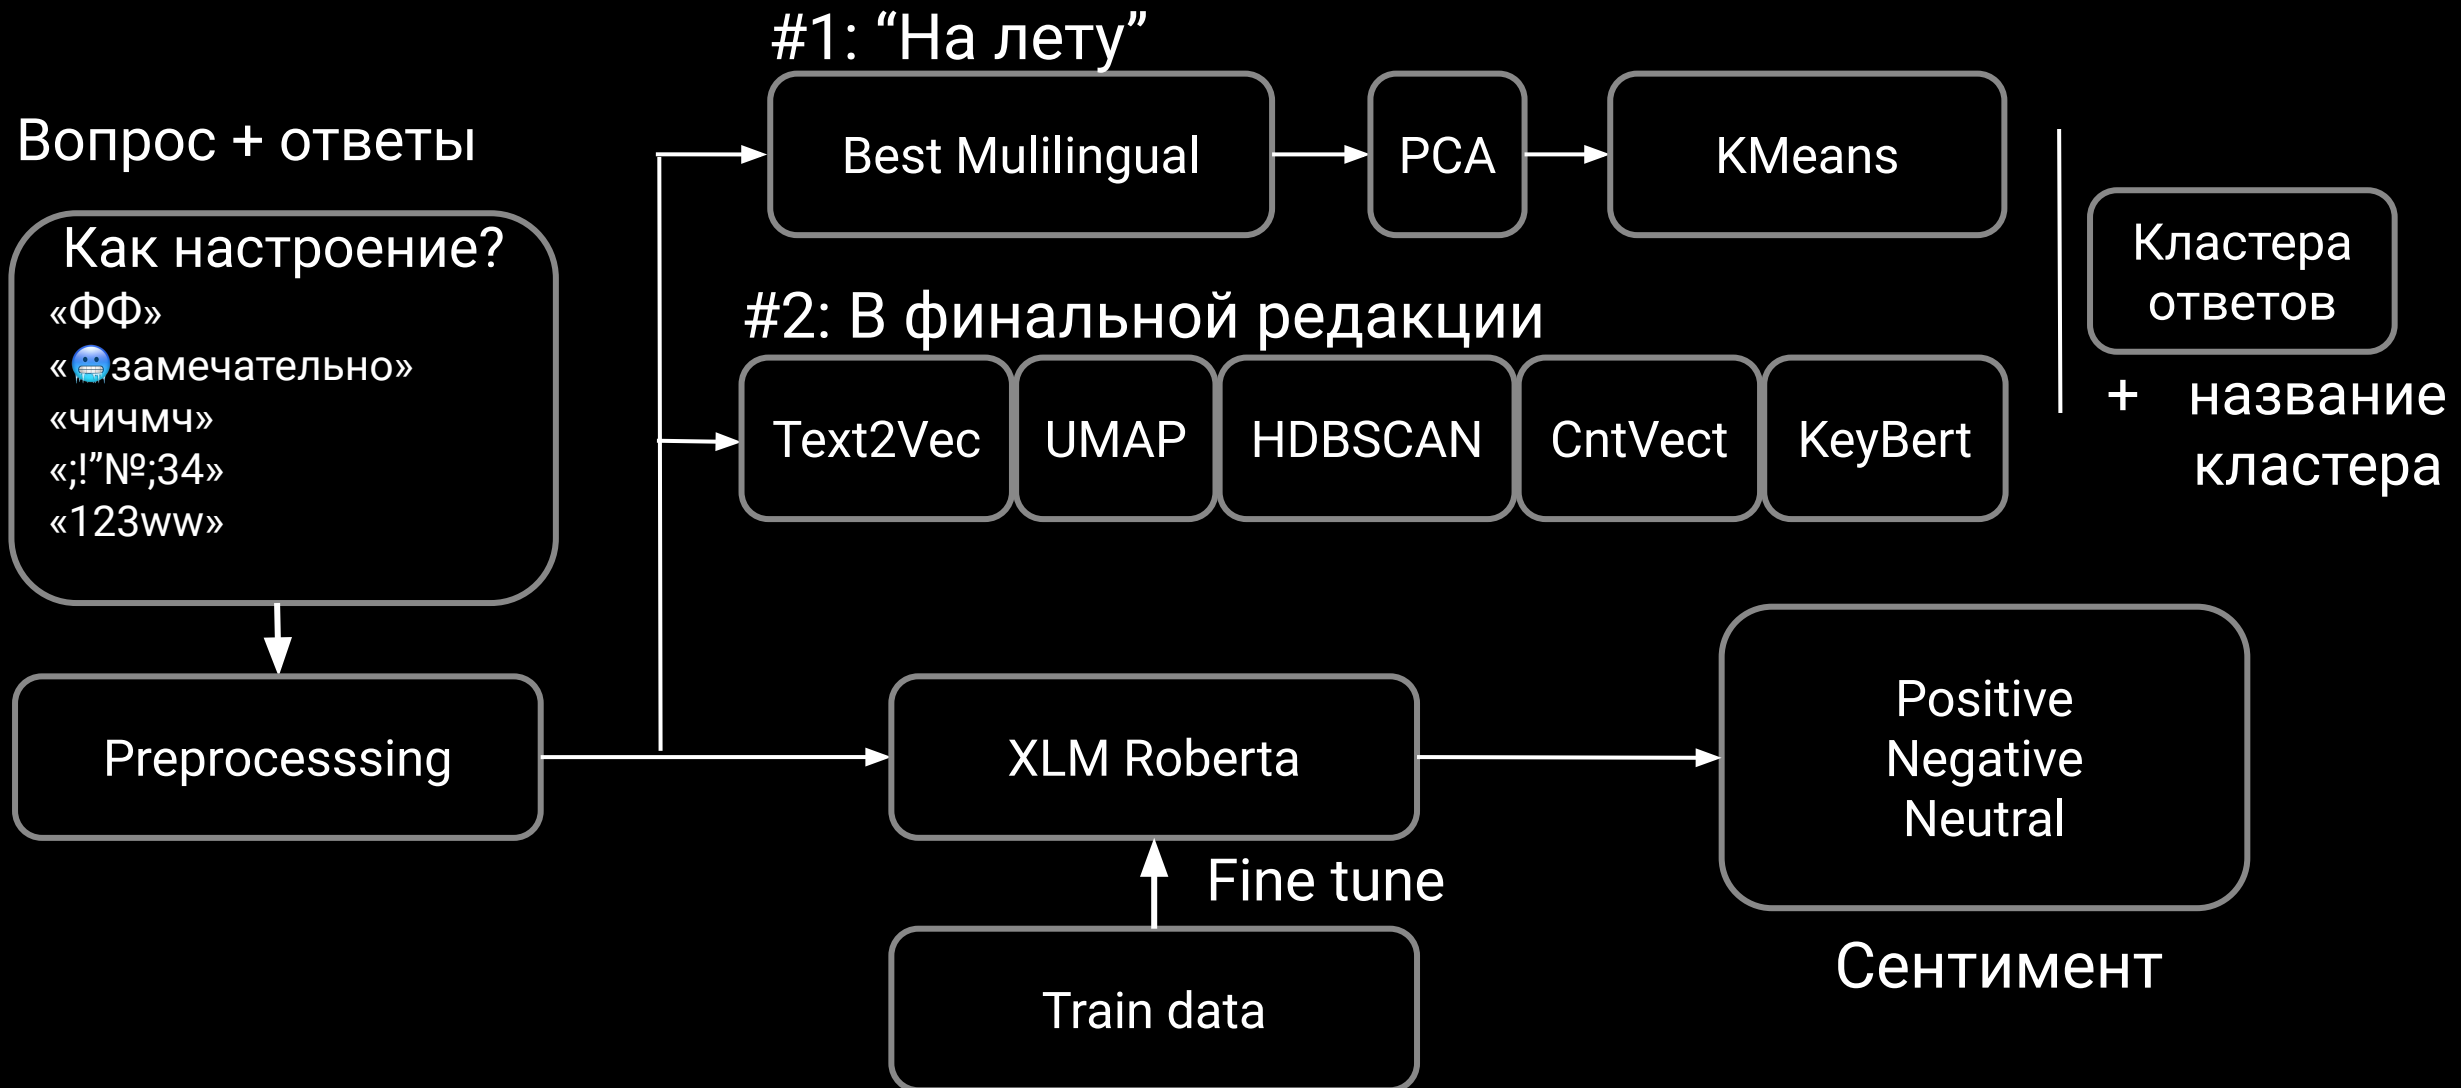 #1: “На лету”
Вопрос + ответы
Best Mulilingual
PCA
KMeans
Как настроение?
«ФФ»
«🥶замечательно»
«чичмч»
«;!”№;34»
«123ww»
#2: В финальной редакции
Text2Vec
UMAP
HDBSCAN
CntVect
KeyBert
Кластера
ответов
+ название
кластера
Preprocesssing
XLM Roberta
Positive
Negative
Neutral
Fine tune
Сентимент
Train data